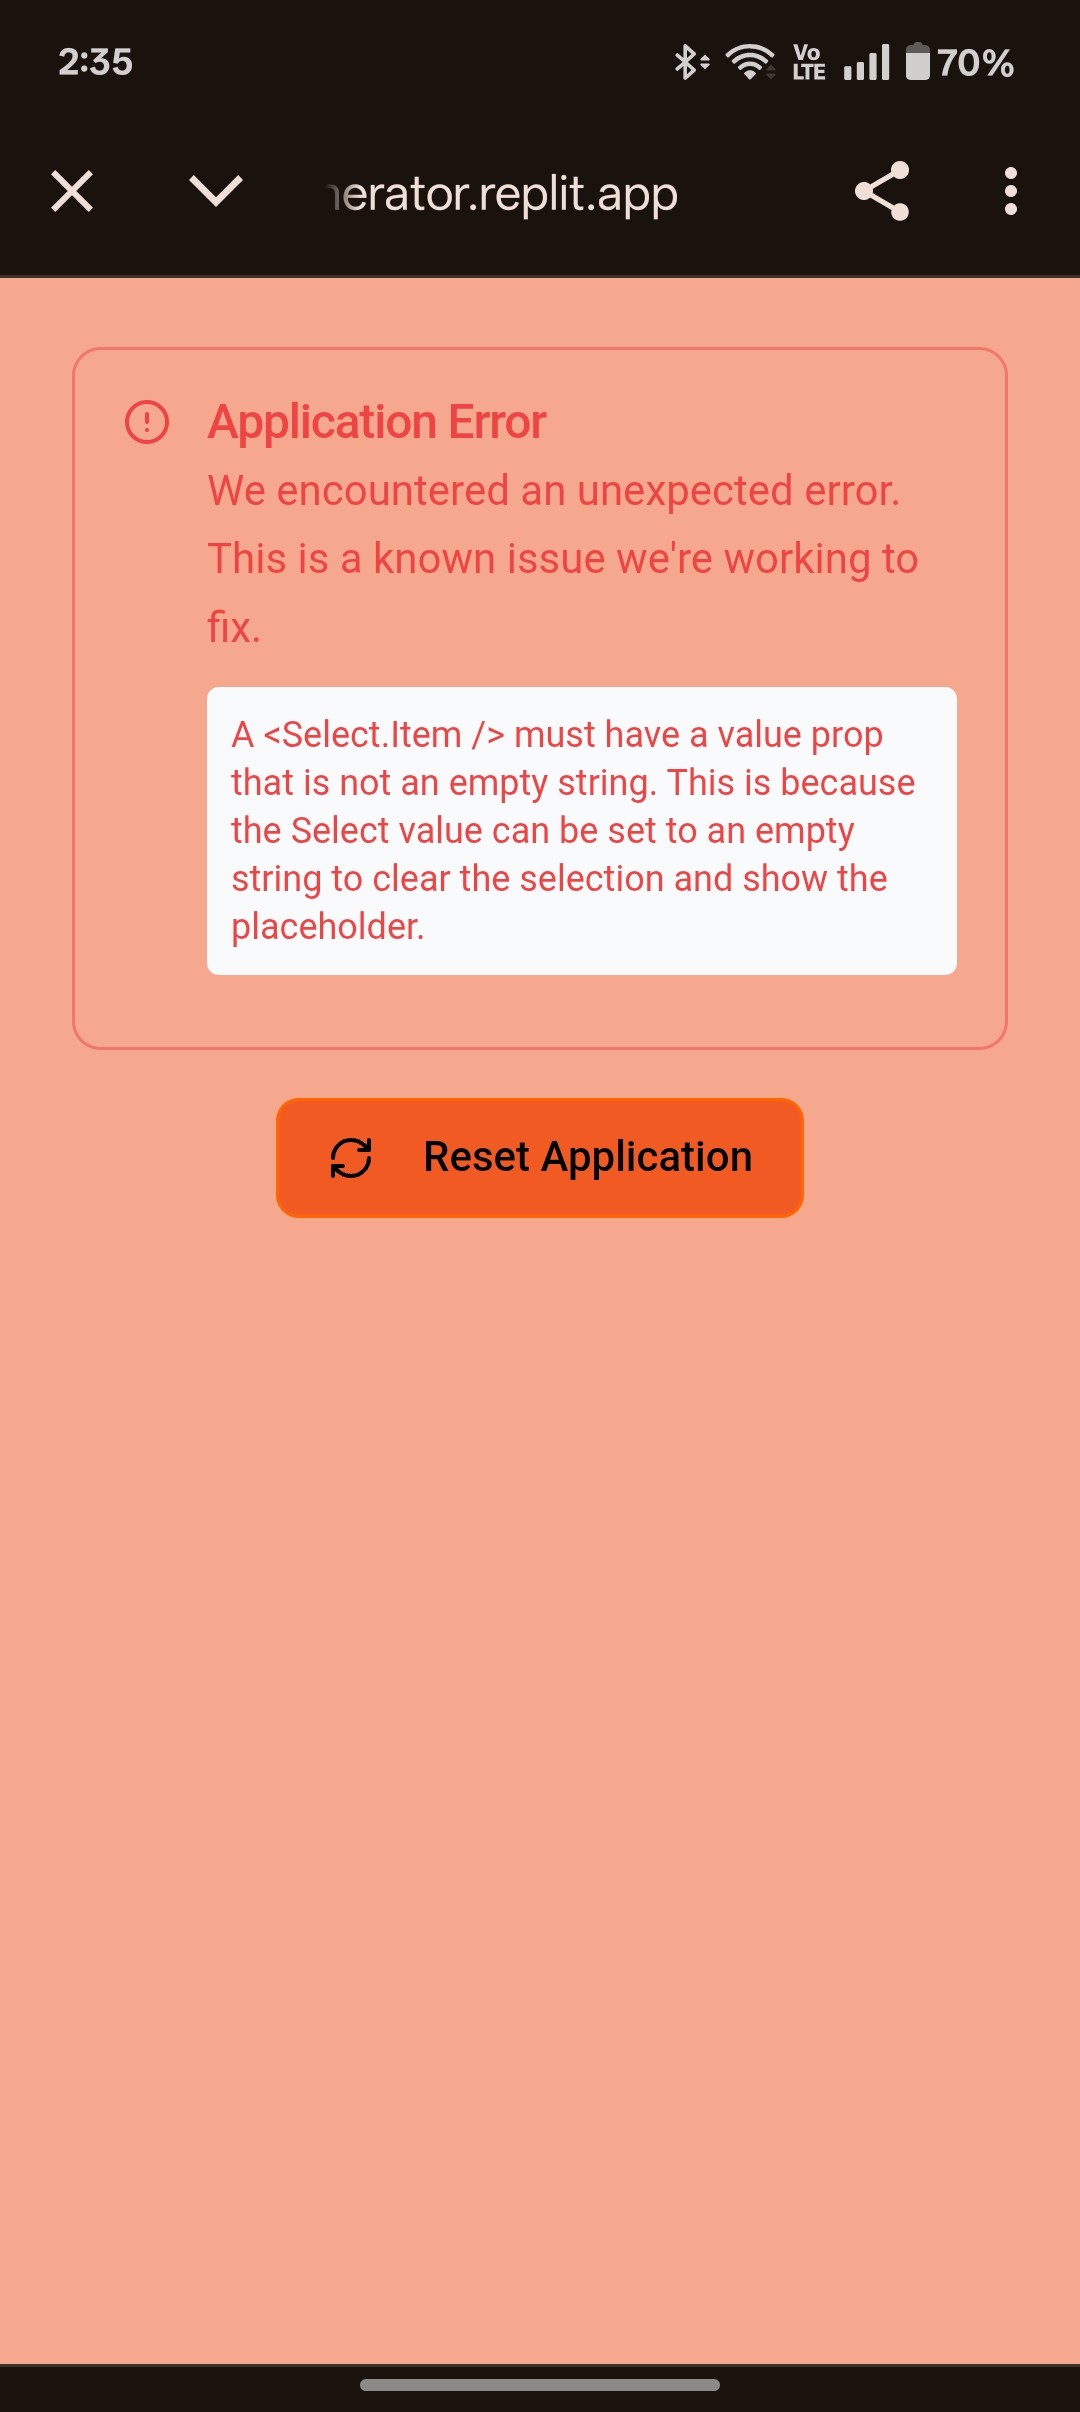 2:35
Vo
LTE
70%
nerator.replit.app
Application Error
We encountered an unexpected error.
This is a known issue we're working to
fix.
A <Select.Item /> must have a value prop
that is not an empty string. This is because
the Select value can be set to an empty
string to clear the selection and show the
placeholder.
Reset Application